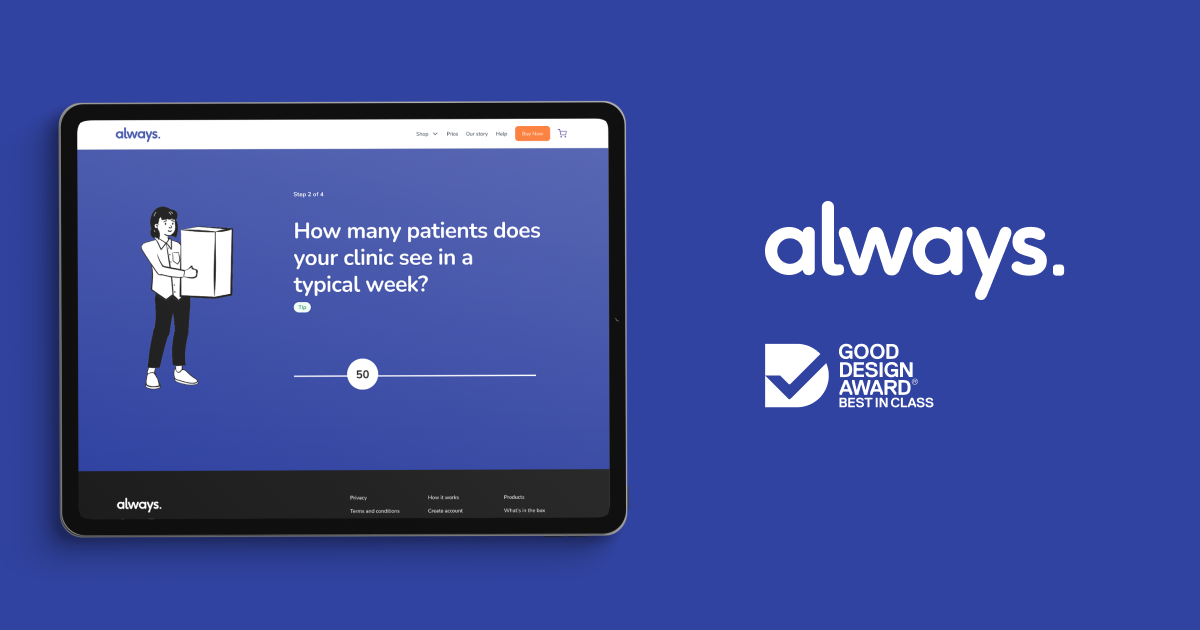 always.
Shop Price Our story Help Buy Now
Step 2 of 4
How many patients does
your clinic see in a
typical week?
Tip
50
always.
Privacy How it works Products
Terms and conditions Create account What's in the box
always.
GOOD
DESIGN
AWARD®
BEST IN CLASS